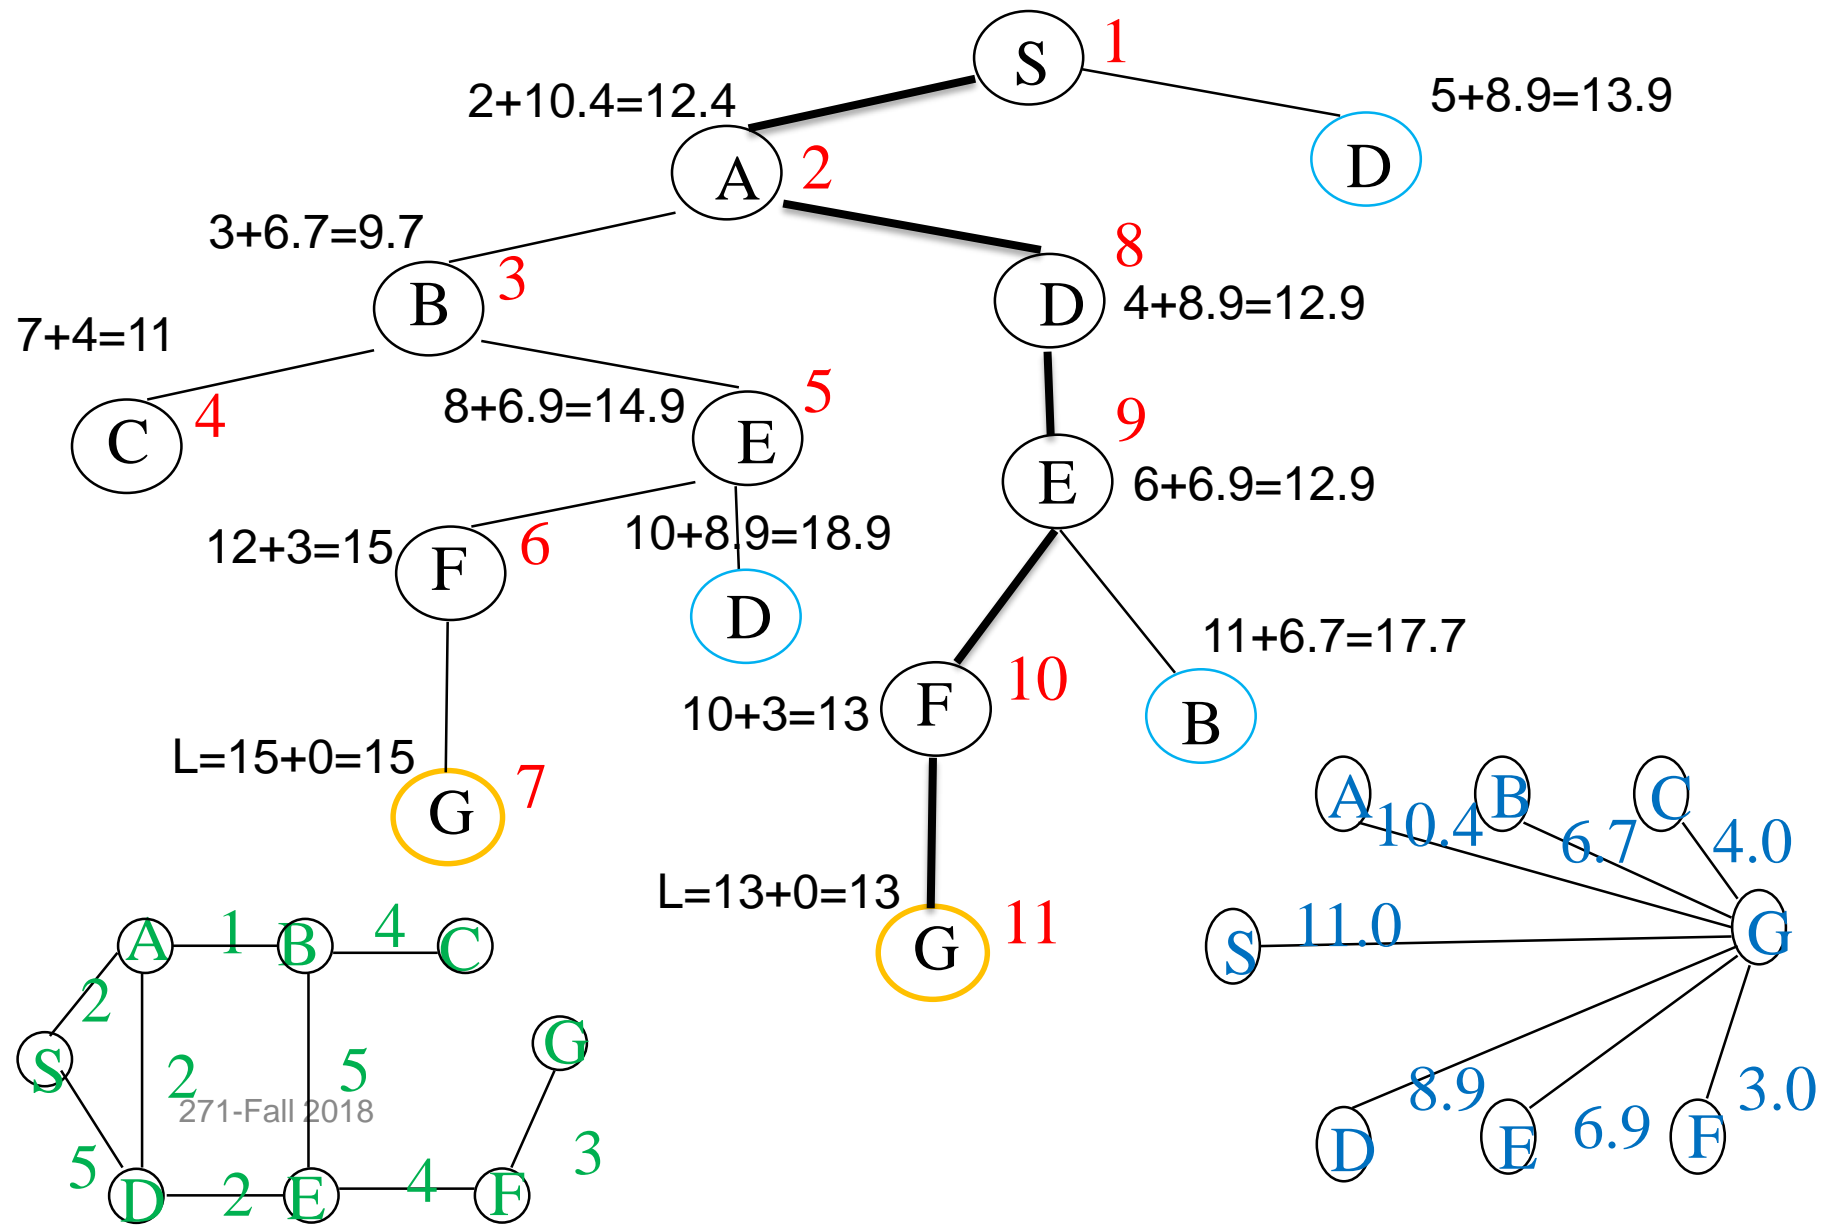 S 1
2+10.4=12.4
5+8.9=13.9
A 2
D
3+6.7=9.7
B 3
D 8
4+8.9=12.9
7+4=11
C 4
8+6.9=14.9
E 5
E 9
6+6.9=12.9
12+3=15
F 6
10+8.9=18.9
D
11+6.7=17.7
10+3=13
F 10
B
L=15+0=15
G 7
L=13+0=13
G 11
A 1 B 4 C
2
S
2
5
G
271-Fall 2018
5
3
D 2 E 4 F
A 10.4 B 6.7 C 4.0
S 11.0 G
8.9 6.9 3.0
D E F